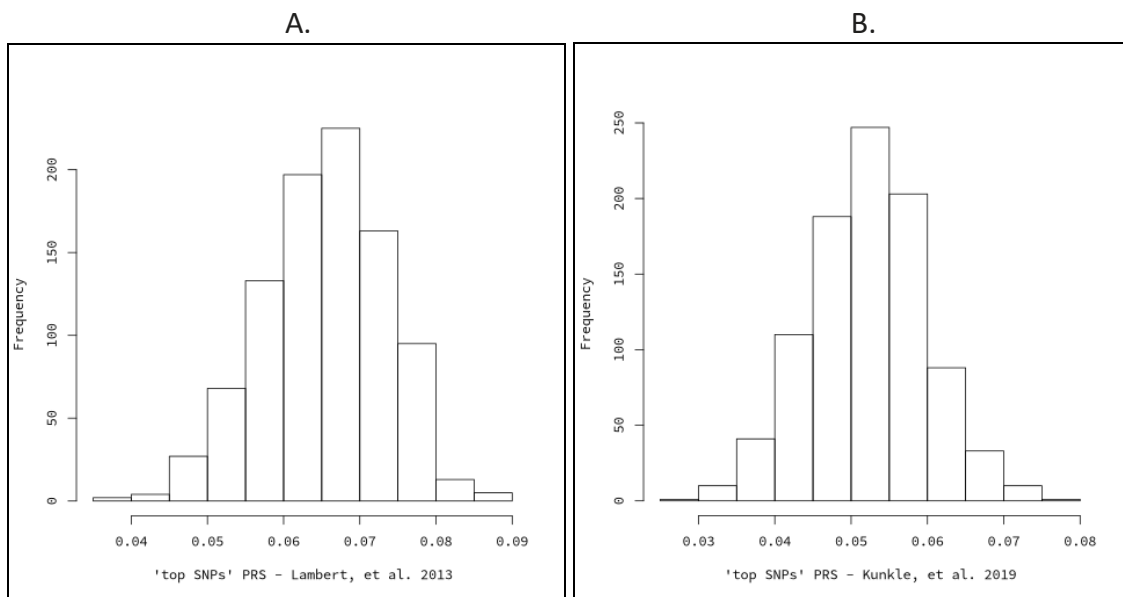 A.
Frequency
0
50
100
150
200
0.04 0.05 0.06 0.07 0.08 0.09
'top SNPs' PRS – Lambert, et al. 2013
B.
Frequency
0
50
100
150
200
250
0.03 0.04 0.05 0.06 0.07 0.08
'top SNPs' PRS – Kunkle, et al. 2019